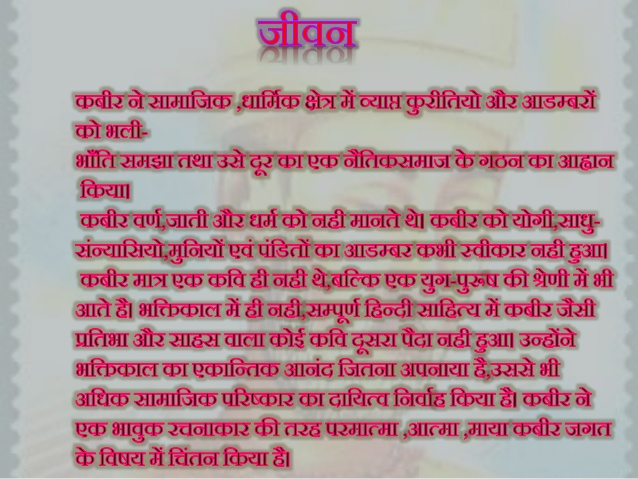 जीवन
कबीर ने सामाजिक ,धार्मिक क्षेत्र में व्याप्त कुरीतियो और आडम्बरों
को भली-
भाँति समझा तथा उसे दूर का एक नैतिकसमाज के गठन का आह्वान
किया।
कबीर वर्ण,जाती और धर्म को नही मानते थे। कबीर को योगी,साधु-
संन्यासियो,मुनियों एवं पंडितों का आडम्बर कभी स्वीकार नही हुआ।
कबीर मात्र एक कवि ही नही थे,बल्कि एक युग-पुरूष की श्रेणी में भी
आते है। भक्तिकाल में ही नही,सम्पूर्ण हिन्दी साहित्य में कबीर जैसी
प्रतिभा और साहस वाला कोई कवि दूसरा पैदा नही हुआ। उन्होंने
भक्तिकाल का एकान्तिक आनंद जितना अपनाया है,उससे भी
अधिक सामाजिक परिष्कार का दायित्व निर्वाह किया है। कबीर ने
एक भावुक रचनाकार की तरह परमात्मा ,आत्मा ,माया कबीर जगत
के विषय में चिंतन किया है।